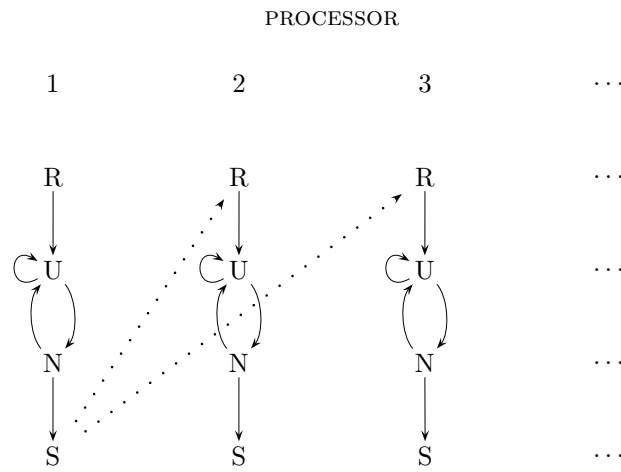 PROCESSOR
1 2 3 ···
R R R ···
U U U ···
N N N ···
S S S ···